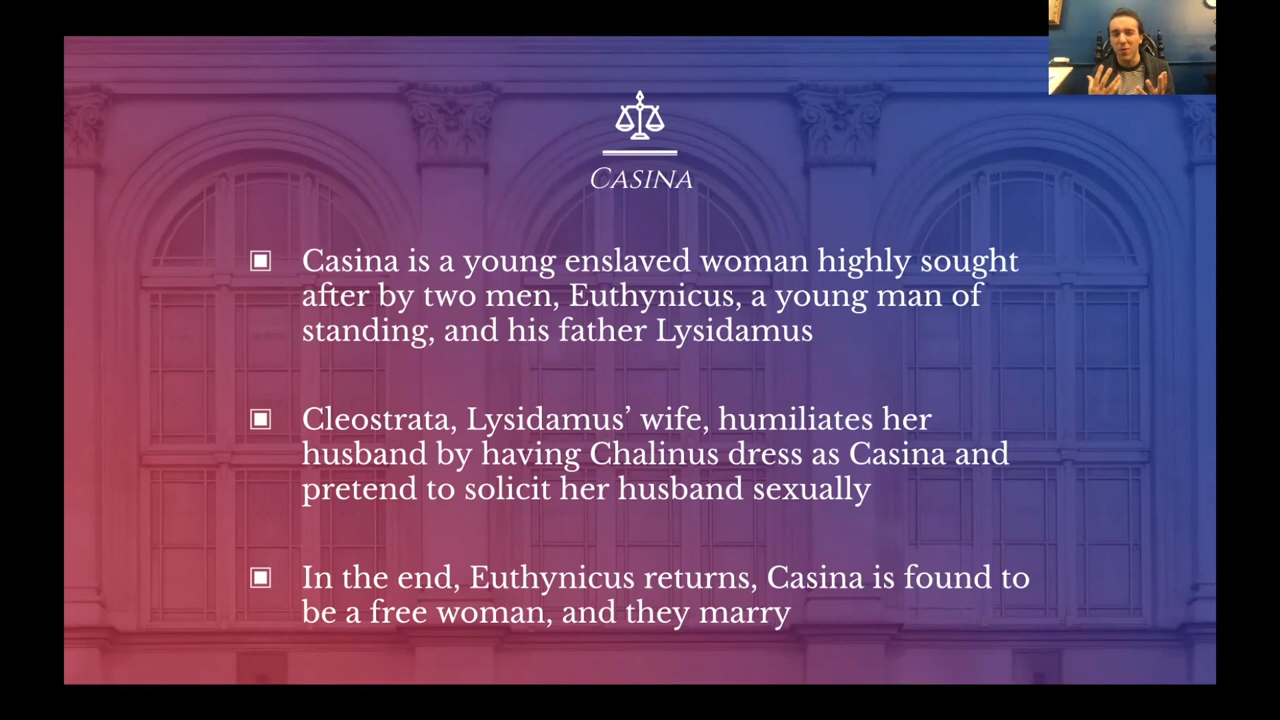 CASINA
Casina is a young enslaved woman highly sought
after by two men, Euthynicus, a young man of
standing, and his father Lysidamus
Cleostrata, Lysidamus’ wife, humiliates her
husband by having Chalinus dress as Casina and
pretend to solicit her husband sexually
In the end, Euthynicus returns, Casina is found to
be a free woman, and they marry